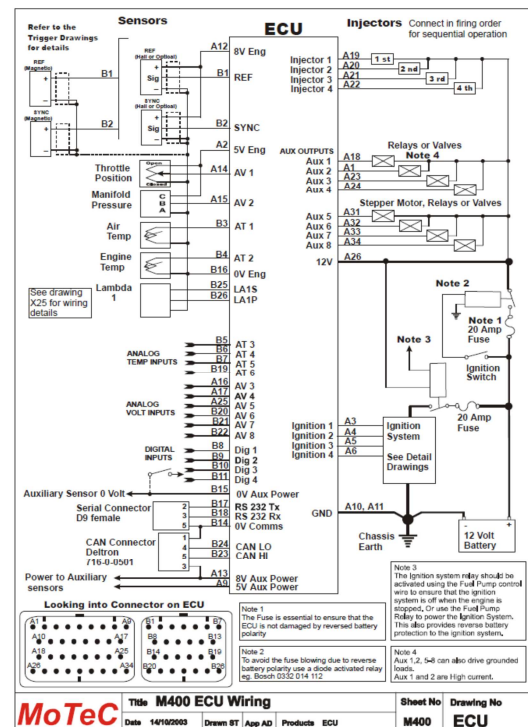 Sensors
Refer to the
Trigger Drawings
for details
REF
(Magnetic)
B1
SYNC
(Magnetic)
B2
REF
(Hall or Optical)
Sig
A12
B1
SYNC
(Hall or Optical)
Sig
B2
A2
Throttle
Position
Open
Closed
A14
Manifold
Pressure
C
B
A
A15
Air
Temp
B3
Engine
Temp
B4
B16
Lambda
1
B25
B26
See drawing
X25 for wiring
details
ANALOG
TEMP INPUTS
B5
B6
B7
B19
ANALOG
VOLT INPUTS
A16
A17
A25
B20
B21
B22
DIGITAL
INPUTS
B8
B9
B10
B11
Auxiliary Sensor 0 Volt
B15
Serial Connector
D9 female
2
3
5
B17
B18
B14
CAN Connector
Deltron
716-0-0501
1
4
5
3
B24
B23
Power to Auxiliary
sensors
A13
A9
ECU
8V Eng
REF
SYNC
5V Eng
AV 1
AV 2
AT 1
AT 2
0V Eng
LA1S
LA1P
AT 3
AT 4
AT 5
AT 6
AV 3
AV 4
AV 5
AV 6
AV 7
AV 8
Dig 1
Dig 2
Dig 3
Dig 4
0V Aux Power
RS 232 Tx
RS 232 Rx
0V Comms
CAN LO
CAN HI
8V Aux Power
5V Aux Power
Injectors
Connect in firing order
for sequential operation
Injector 1
Injector 2
Injector 3
Injector 4
A19
A20
A21
A22
1 st
2 nd
3 rd
4 th
AUX OUTPUTS
Relays or Valves
Note 4
Aux 1
Aux 2
Aux 3
Aux 4
A18
A1
A23
A24
Stepper Motor, Relays or Valves
Aux 5
Aux 6
Aux 7
Aux 8
A31
A32
A33
A34
12V
A26
Note 2
Note 1
20 Amp
Fuse
Note 3
Ignition
Switch
20 Amp
Fuse
Ignition 1
Ignition 2
Ignition 3
Ignition 4
A3
A4
A5
A6
Ignition
System
See Detail
Drawings
GND
A10, A11
Chassis
Earth
12 Volt
Battery
Looking into Connector on ECU
A1
A9
A10
A17
A18
A25
A26
A34
B1
B7
B8
B13
B14
B19
B20
B26
Note 1
The Fuse is essential to ensure that the
ECU is not damaged by reversed battery
polarity
Note 2
To avoid the fuse blowing due to reverse
battery polarity use a diode activated relay
eg. Bosch 0332 014 112
Note 3
The Ignition system relay should be
activated using the Fuel Pump control
wire to ensure that the ignition
system is off when the engine is
stopped. Or use the Fuel Pump
Relay to power the Ignition System.
This also provides reverse battery
protection to the ignition system.
Note 4
Aux 1,2, 5-8 can also drive grounded
loads.
Aux 1 and 2 are High current.
MoTeC
Title M400 ECU Wiring
Date 14/10/2003 Drawn ST App AD Products ECU
Sheet No
M400
Drawing No
ECU